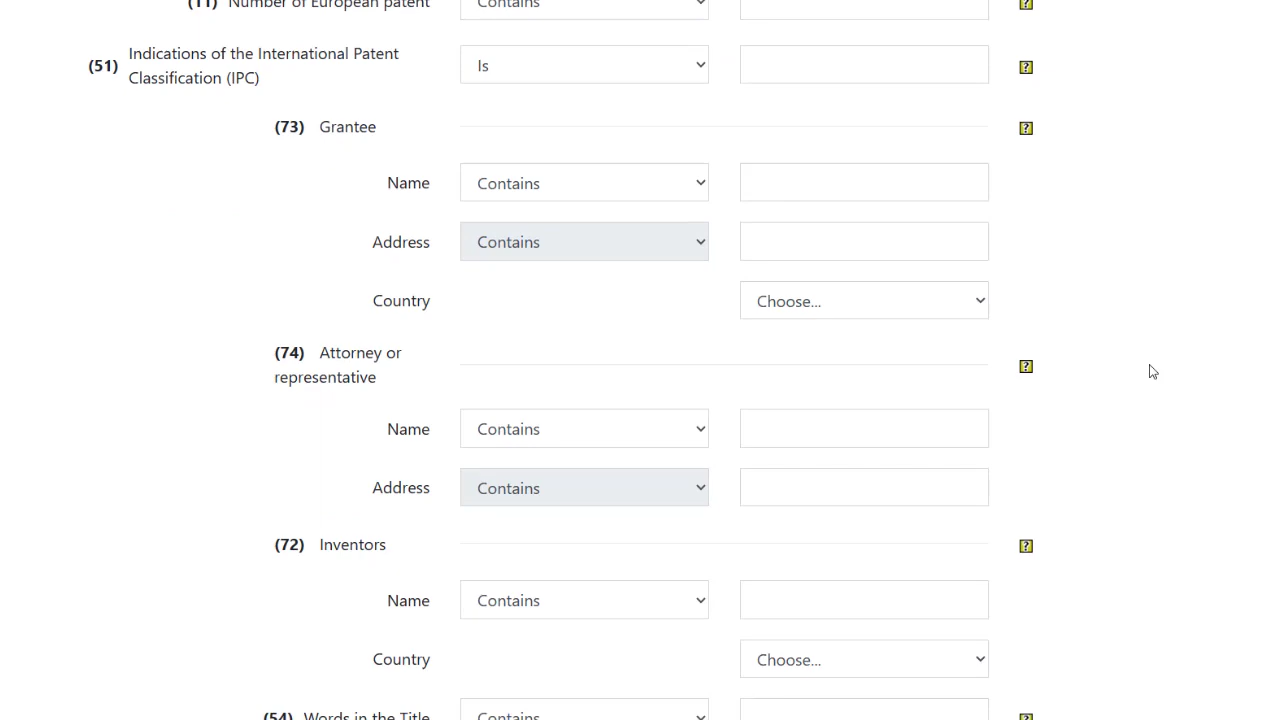 (11) Number of European patent Contains ?
Indications of the International Patent
(51) Is ?
Classification (IPC)
(73) Grantee ?
Name Contains
Address Contains
Country Choose...
(74) Attorney or
representative ?
Name Contains
Address Contains
(72) Inventors ?
Name Contains
Country Choose...
(54) Words in the Title Contains ?